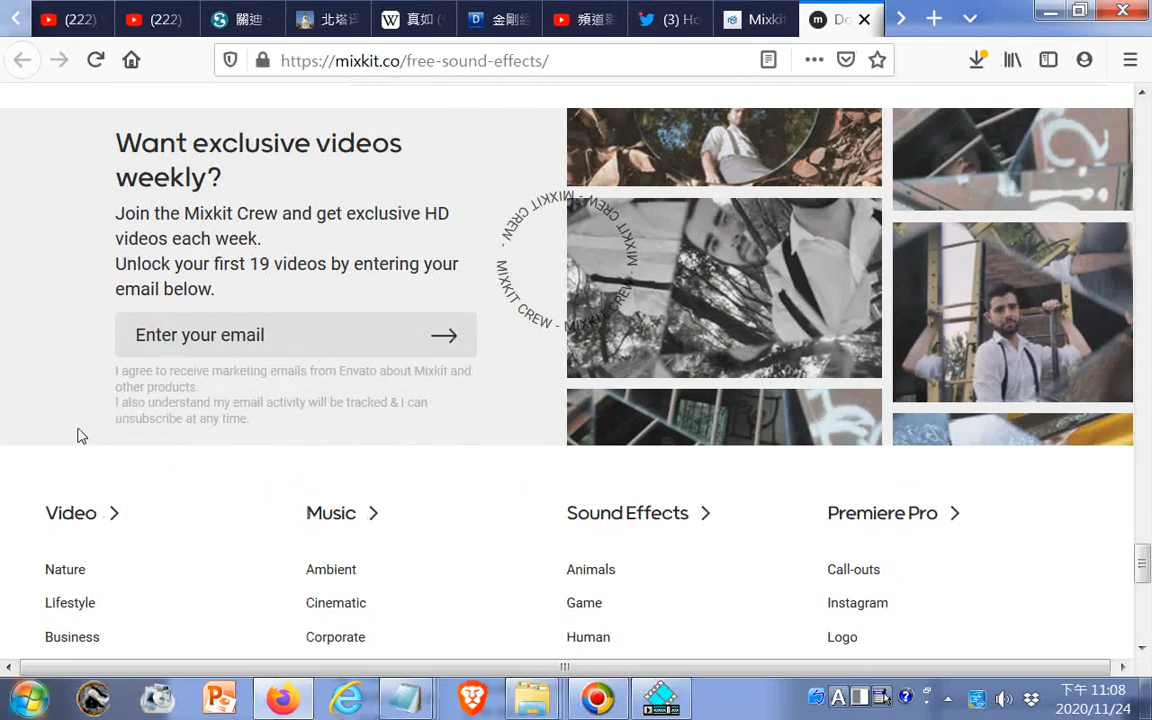 (222)
(222)
關迪
北塔
真如 (
金剛
頻道
(3) Ho
Mixki
Do
https://mixkit.co/free-sound-effects/
Want exclusive videos
weekly?
Join the Mixkit Crew and get exclusive HD
videos each week.
Unlock your first 19 videos by entering your
email below.
Enter your email
I agree to receive marketing emails from Envato about Mixkit and
other products.
I also understand my email activity will be tracked & I can
unsubscribe at any time.
MIXKIT CREW - MIXKIT CREW - MIXKIT CREW -
Video
Music
Sound Effects
Premiere Pro
Nature
Ambient
Animals
Call-outs
Lifestyle
Cinematic
Game
Instagram
Business
Corporate
Human
Logo
下午 11:08
2020/11/24